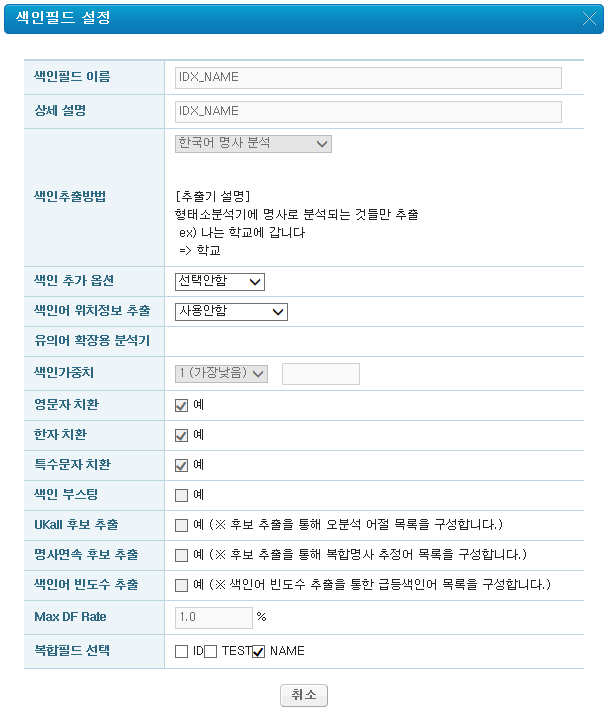 색인필드 설정
색인필드 이름 IDX_NAME
상세 설명 IDX_NAME
한국어 명사 분석
색인추출방법 [추출기 설명]
형태소분석기에 명사로 분석되는 것들만 추출
ex) 나는 학교에 갑니다
=> 학교
색인 추가 옵션 선택안함
색인어 위치정보 추출 사용안함
유의어 확장용 분석기
색인가중치 1 (가장낮음)
영문자 치환 예
한자 치환 예
특수문자 치환 예
색인 부스팅 예
UKall 후보 추출 예 (※ 후보 추출을 통해 오분석 어절 목록을 구성합니다.)
명사연속 후보 추출 예 (※ 후보 추출을 통해 복합명사 추정어 목록을 구성합니다.)
색인어 빈도수 추출 예 (※ 색인어 빈도수 추출을 통한 급등색인어 목록을 구성합니다.)
Max DF Rate 1.0 %
복합필드 선택 ID TEST NAME
취소